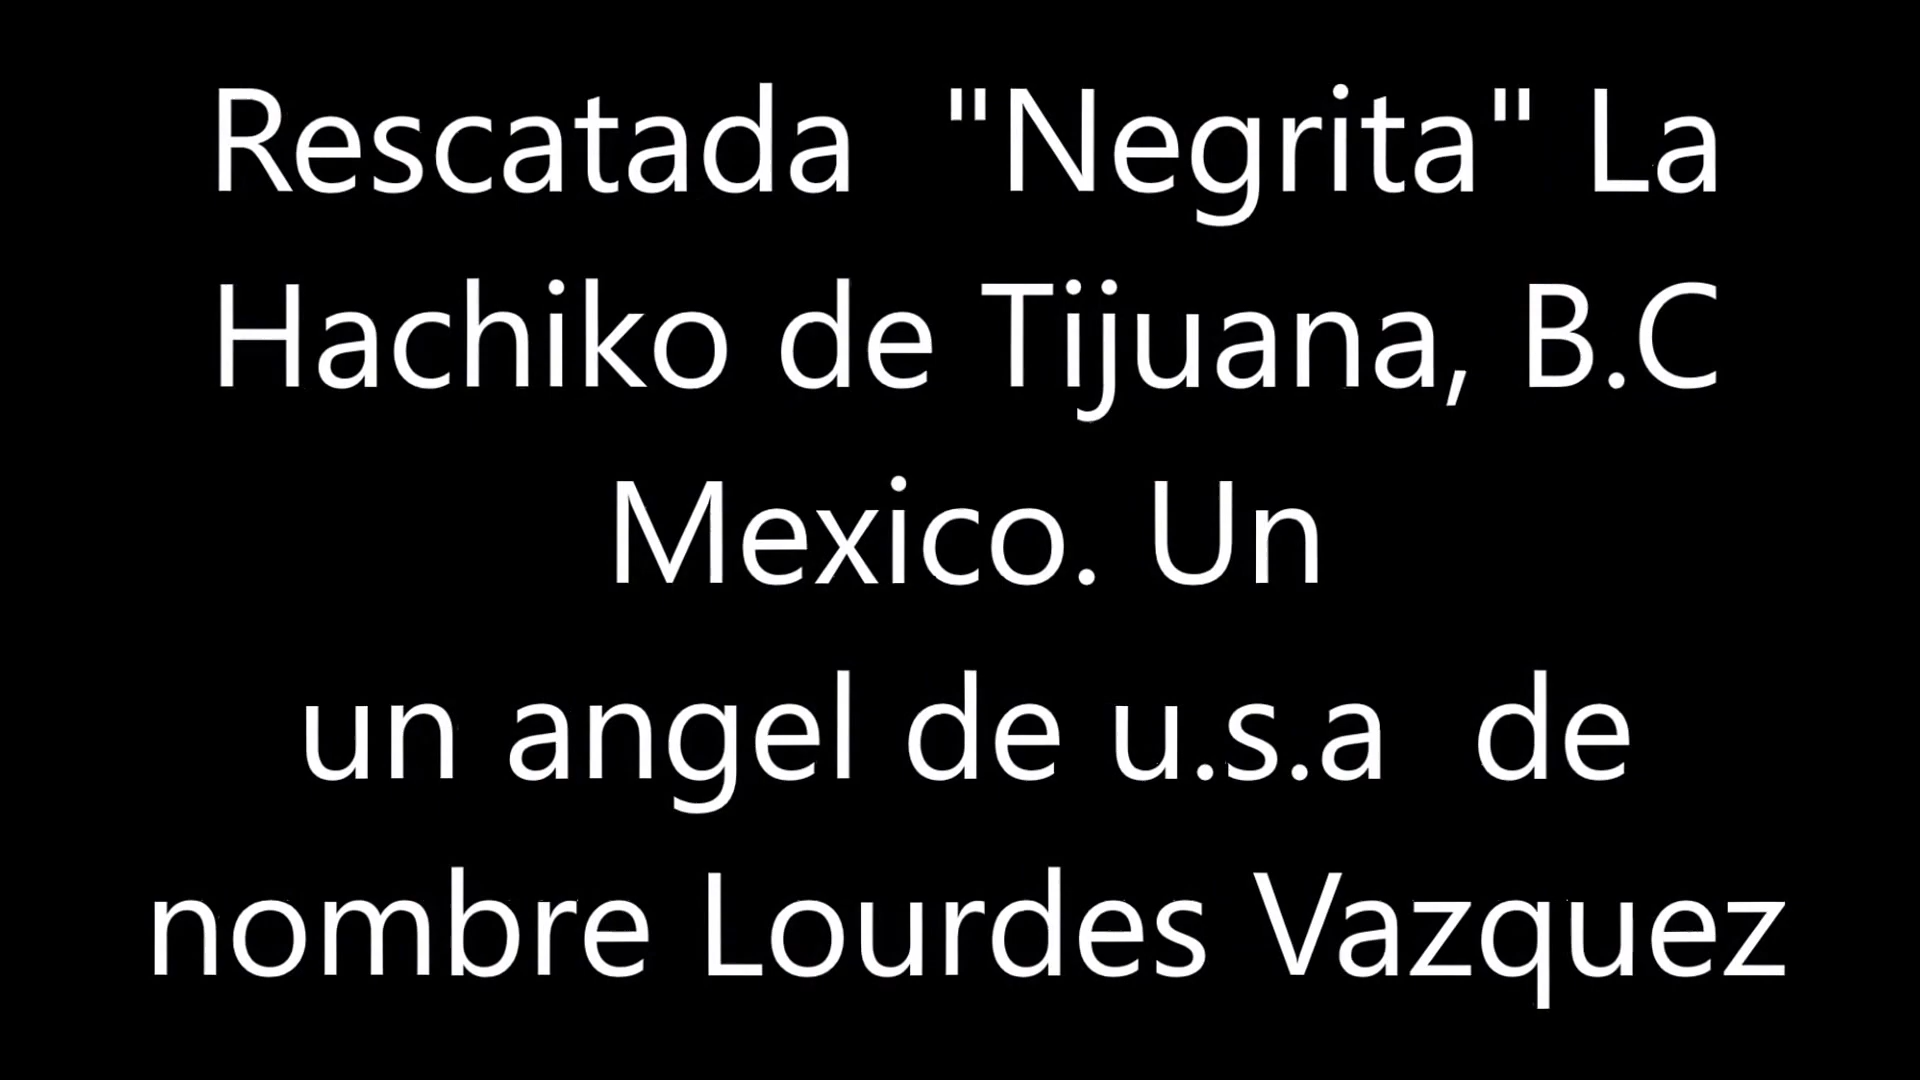 Rescatada  "Negrita" La
Hachiko de Tijuana, B.C
Mexico. Un
un angel de u.s.a  de
nombre Lourdes Vazquez